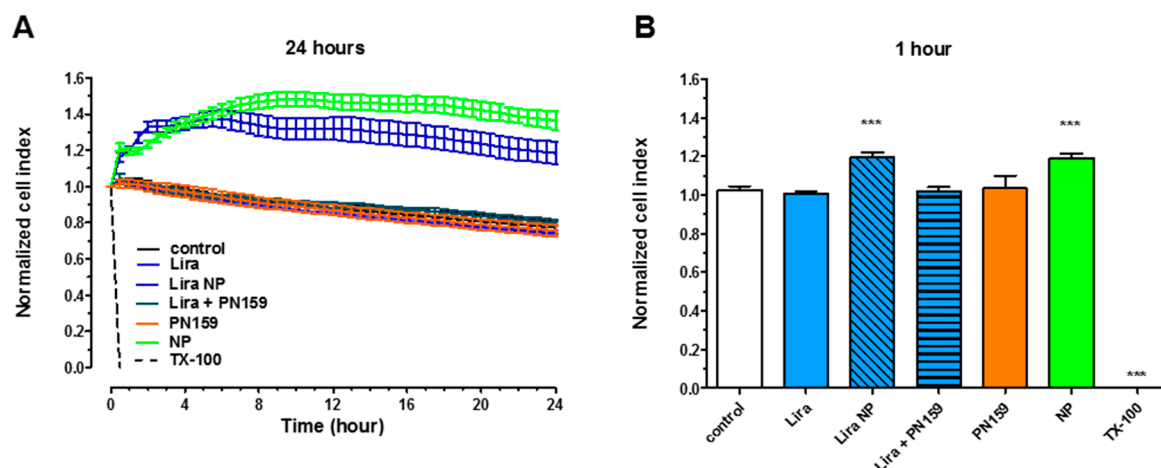 A
24 hours
Normalized cell index
1.6
1.4
1.2
1.0
0.8
0.6
0.4
0.2
0.0
control
Lira
Lira NP
Lira + PN159
PN159
NP
TX-100
0 4 8 12 16 20 24
Time (hour)
B
1 hour
Normalized cell index
1.6
1.4
1.2
1.0
0.8
0.6
0.4
0.2
0.0
*** *** ***
control Lira Lira NP Lira + PN159 PN159 NP TX-100